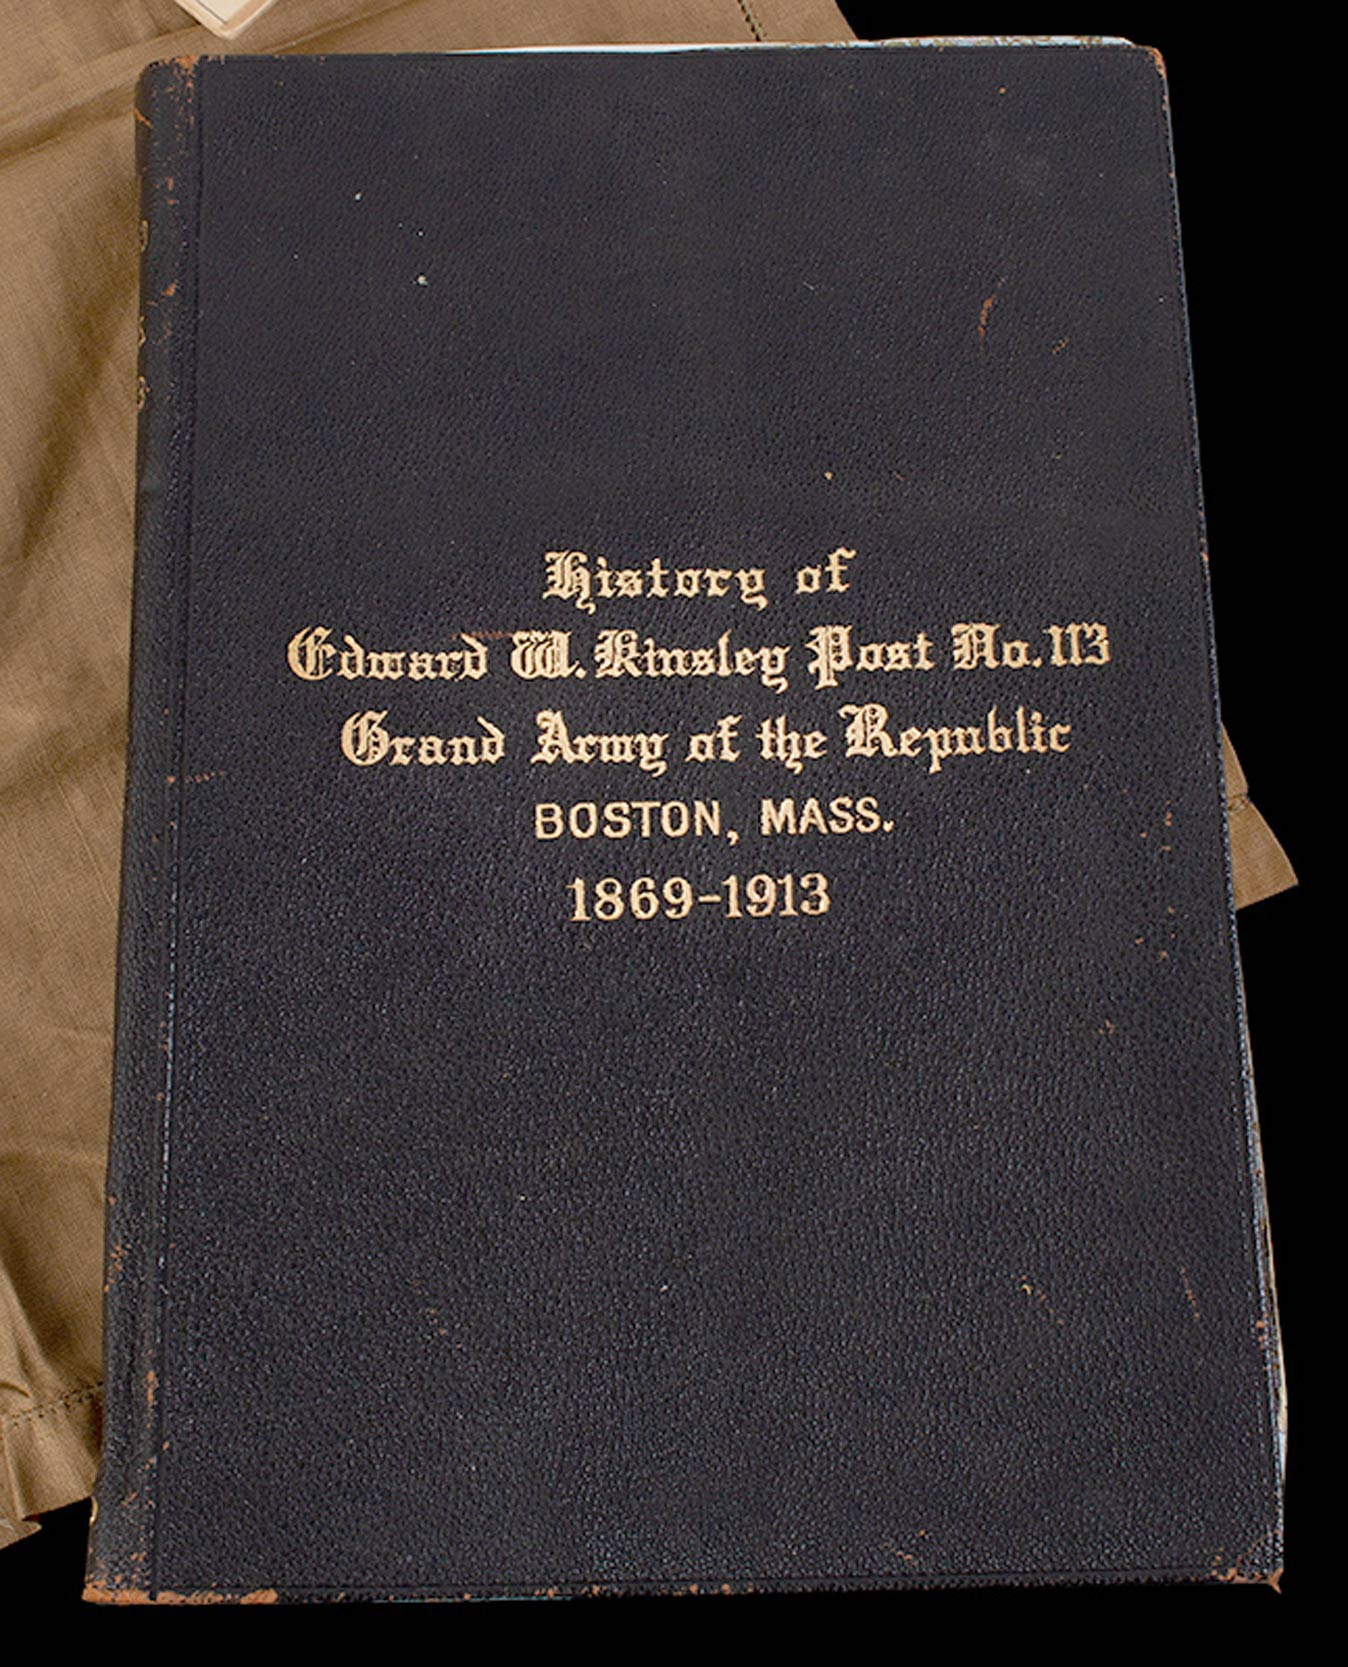 History of
Edward W. Kinsley Post No. 113
Grand Army of the Republic
BOSTON, MASS.
1869-1913